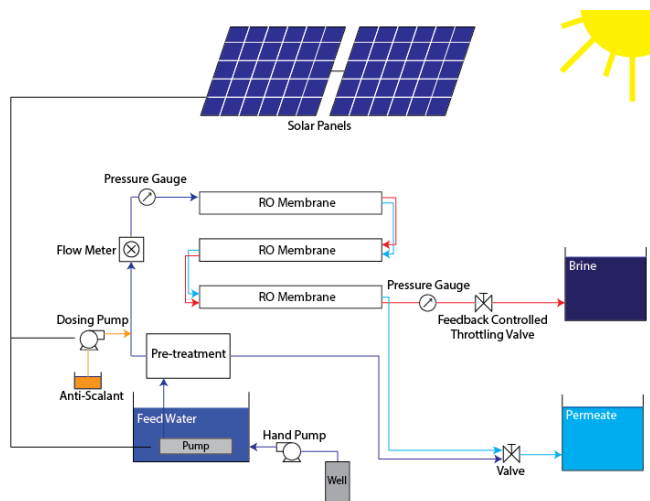 Solar Panels
Pressure Gauge
RO Membrane
Flow Meter
RO Membrane
Brine
Pressure Gauge
RO Membrane
Feedback Controlled
Throttling Valve
Dosing Pump
Pre-treatment
Anti-Scalant
Feed Water
Hand Pump
Permeate
Pump
Valve
Well